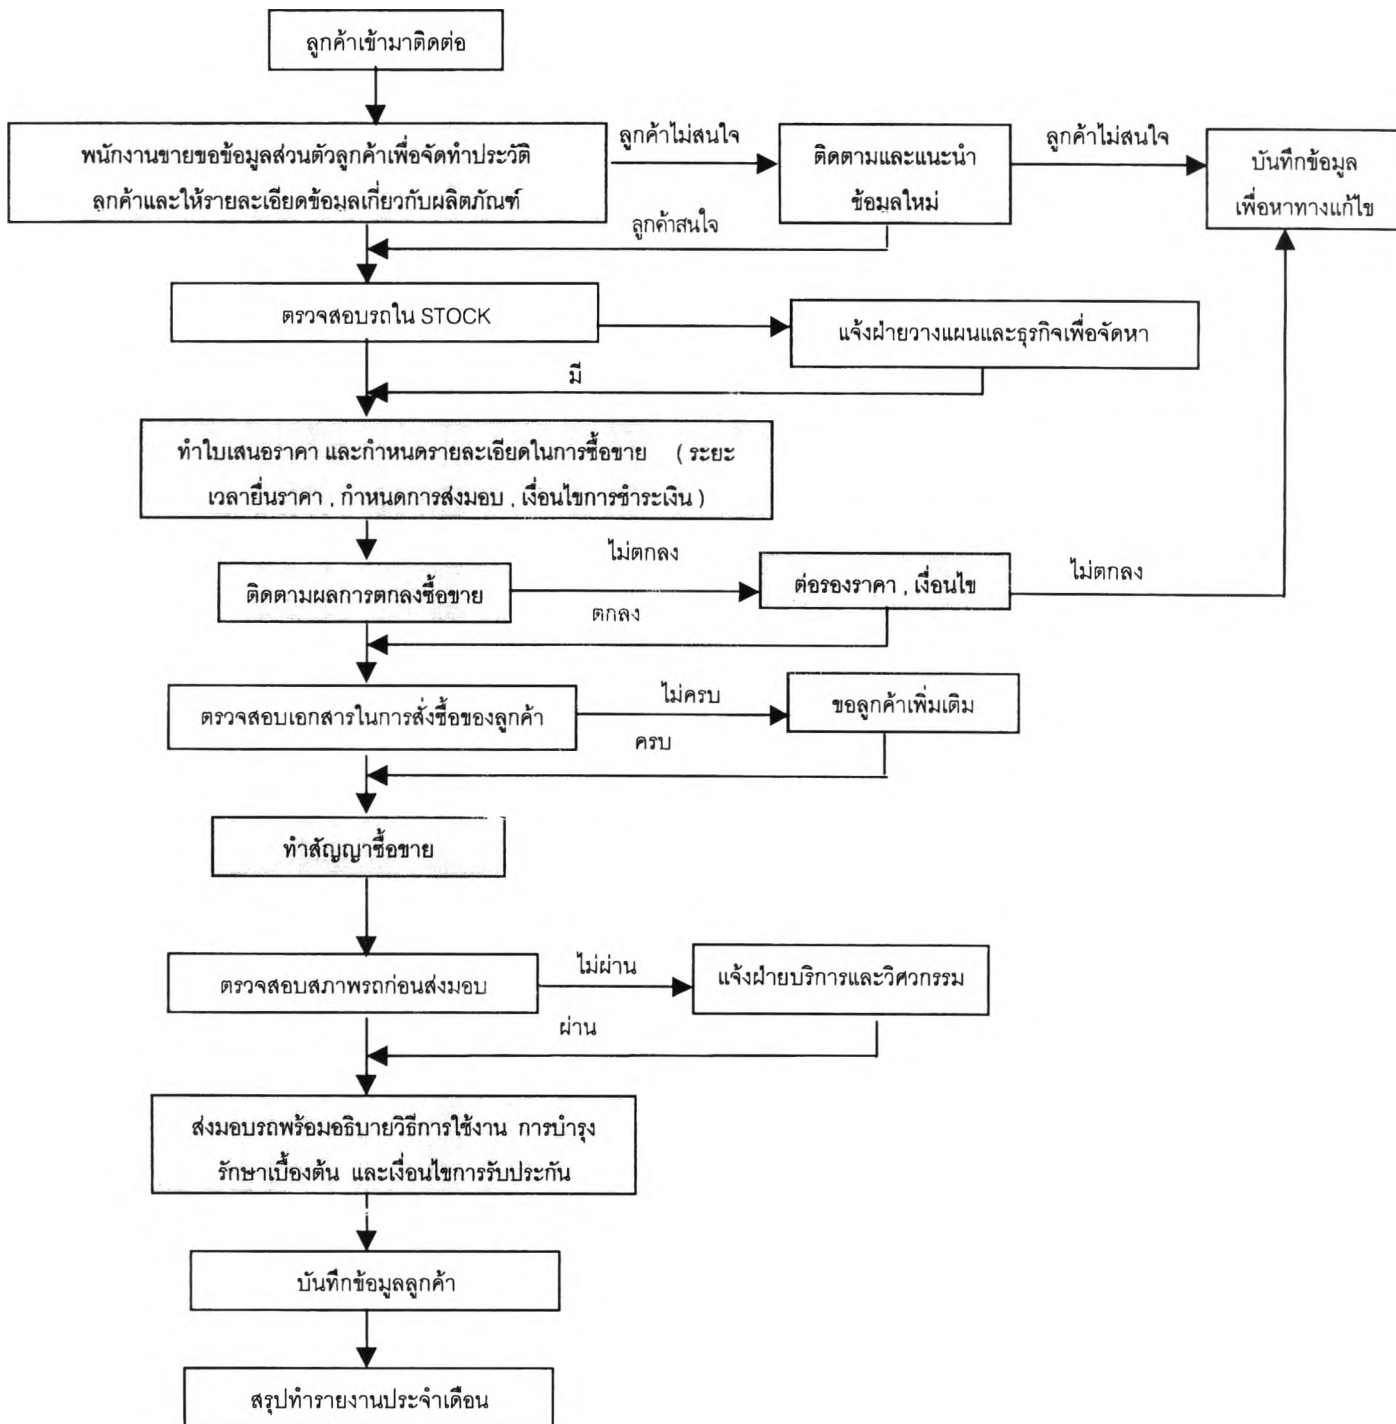 ลูกค้าเข้ามาติดต่อ
พนักงานขายขอข้อมูลส่วนตัวลูกค้าเพื่อจัดทำประวัติ
ลูกค้าและให้รายละเอียดข้อมูลเกี่ยวกับผลิตภัณฑ์
ลูกค้าไม่สนใจ
ติดตามและแนะนำ
ข้อมูลใหม่
ลูกค้าไม่สนใจ
บันทึกข้อมูล
เพื่อหาทางแก้ไข
ลูกค้าสนใจ
ตรวจสอบรถใน STOCK
แจ้งฝ่ายวางแผนและธุรกิจเพื่อจัดหา
มี
ทำใบเสนอราคา และกำหนดรายละเอียดในการซื้อขาย ( ระยะ
เวลายื่นราคา , กำหนดการส่งมอบ , เงื่อนไขการชำระเงิน )
ไม่ตกลง
ติดตามผลการตกลงซื้อขาย
ต่อรองราคา , เงื่อนไข
ไม่ตกลง
ตกลง
ตรวจสอบเอกสารในการสั่งซื้อของลูกค้า
ไม่ครบ
ขอลูกค้าเพิ่มเติม
ครบ
ทำสัญญาซื้อขาย
ตรวจสอบสภาพรถก่อนส่งมอบ
ไม่ผ่าน
แจ้งฝ่ายบริการและวิศวกรรม
ผ่าน
ส่งมอบรถพร้อมอธิบายวิธีการใช้งาน การบำรุง
รักษาเบื้องต้น และเงื่อนไขการรับประกัน
บันทึกข้อมูลลูกค้า
สรุปทำรายงานประจำเดือน